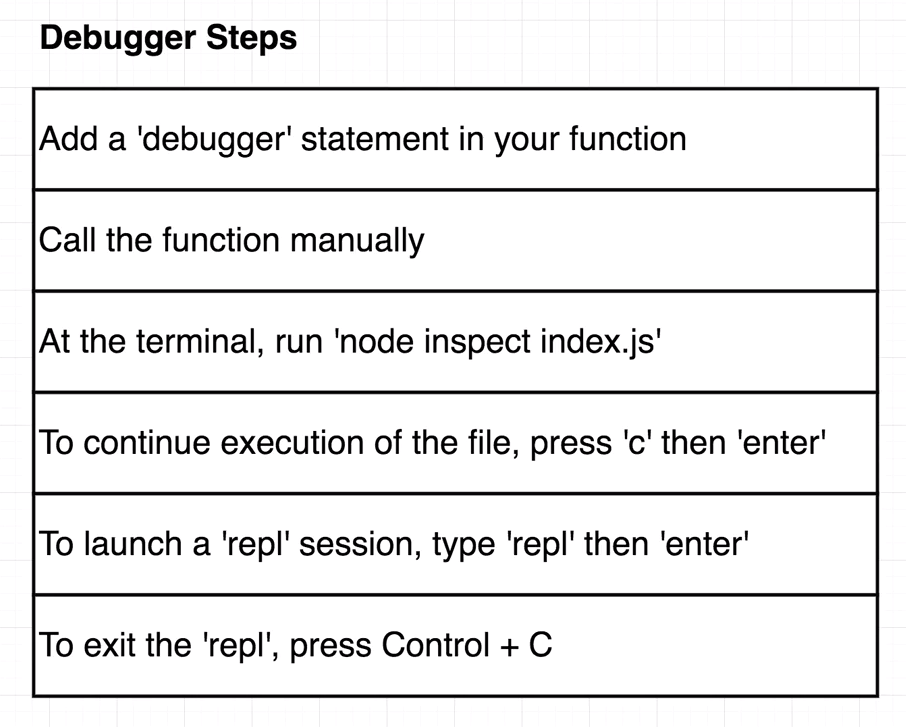 Debugger Steps
Add a 'debugger' statement in your function
Call the function manually
At the terminal, run 'node inspect index.js'
To continue execution of the file, press 'c' then 'enter'
To launch a 'repl' session, type 'repl' then 'enter'
To exit the 'repl', press Control + C